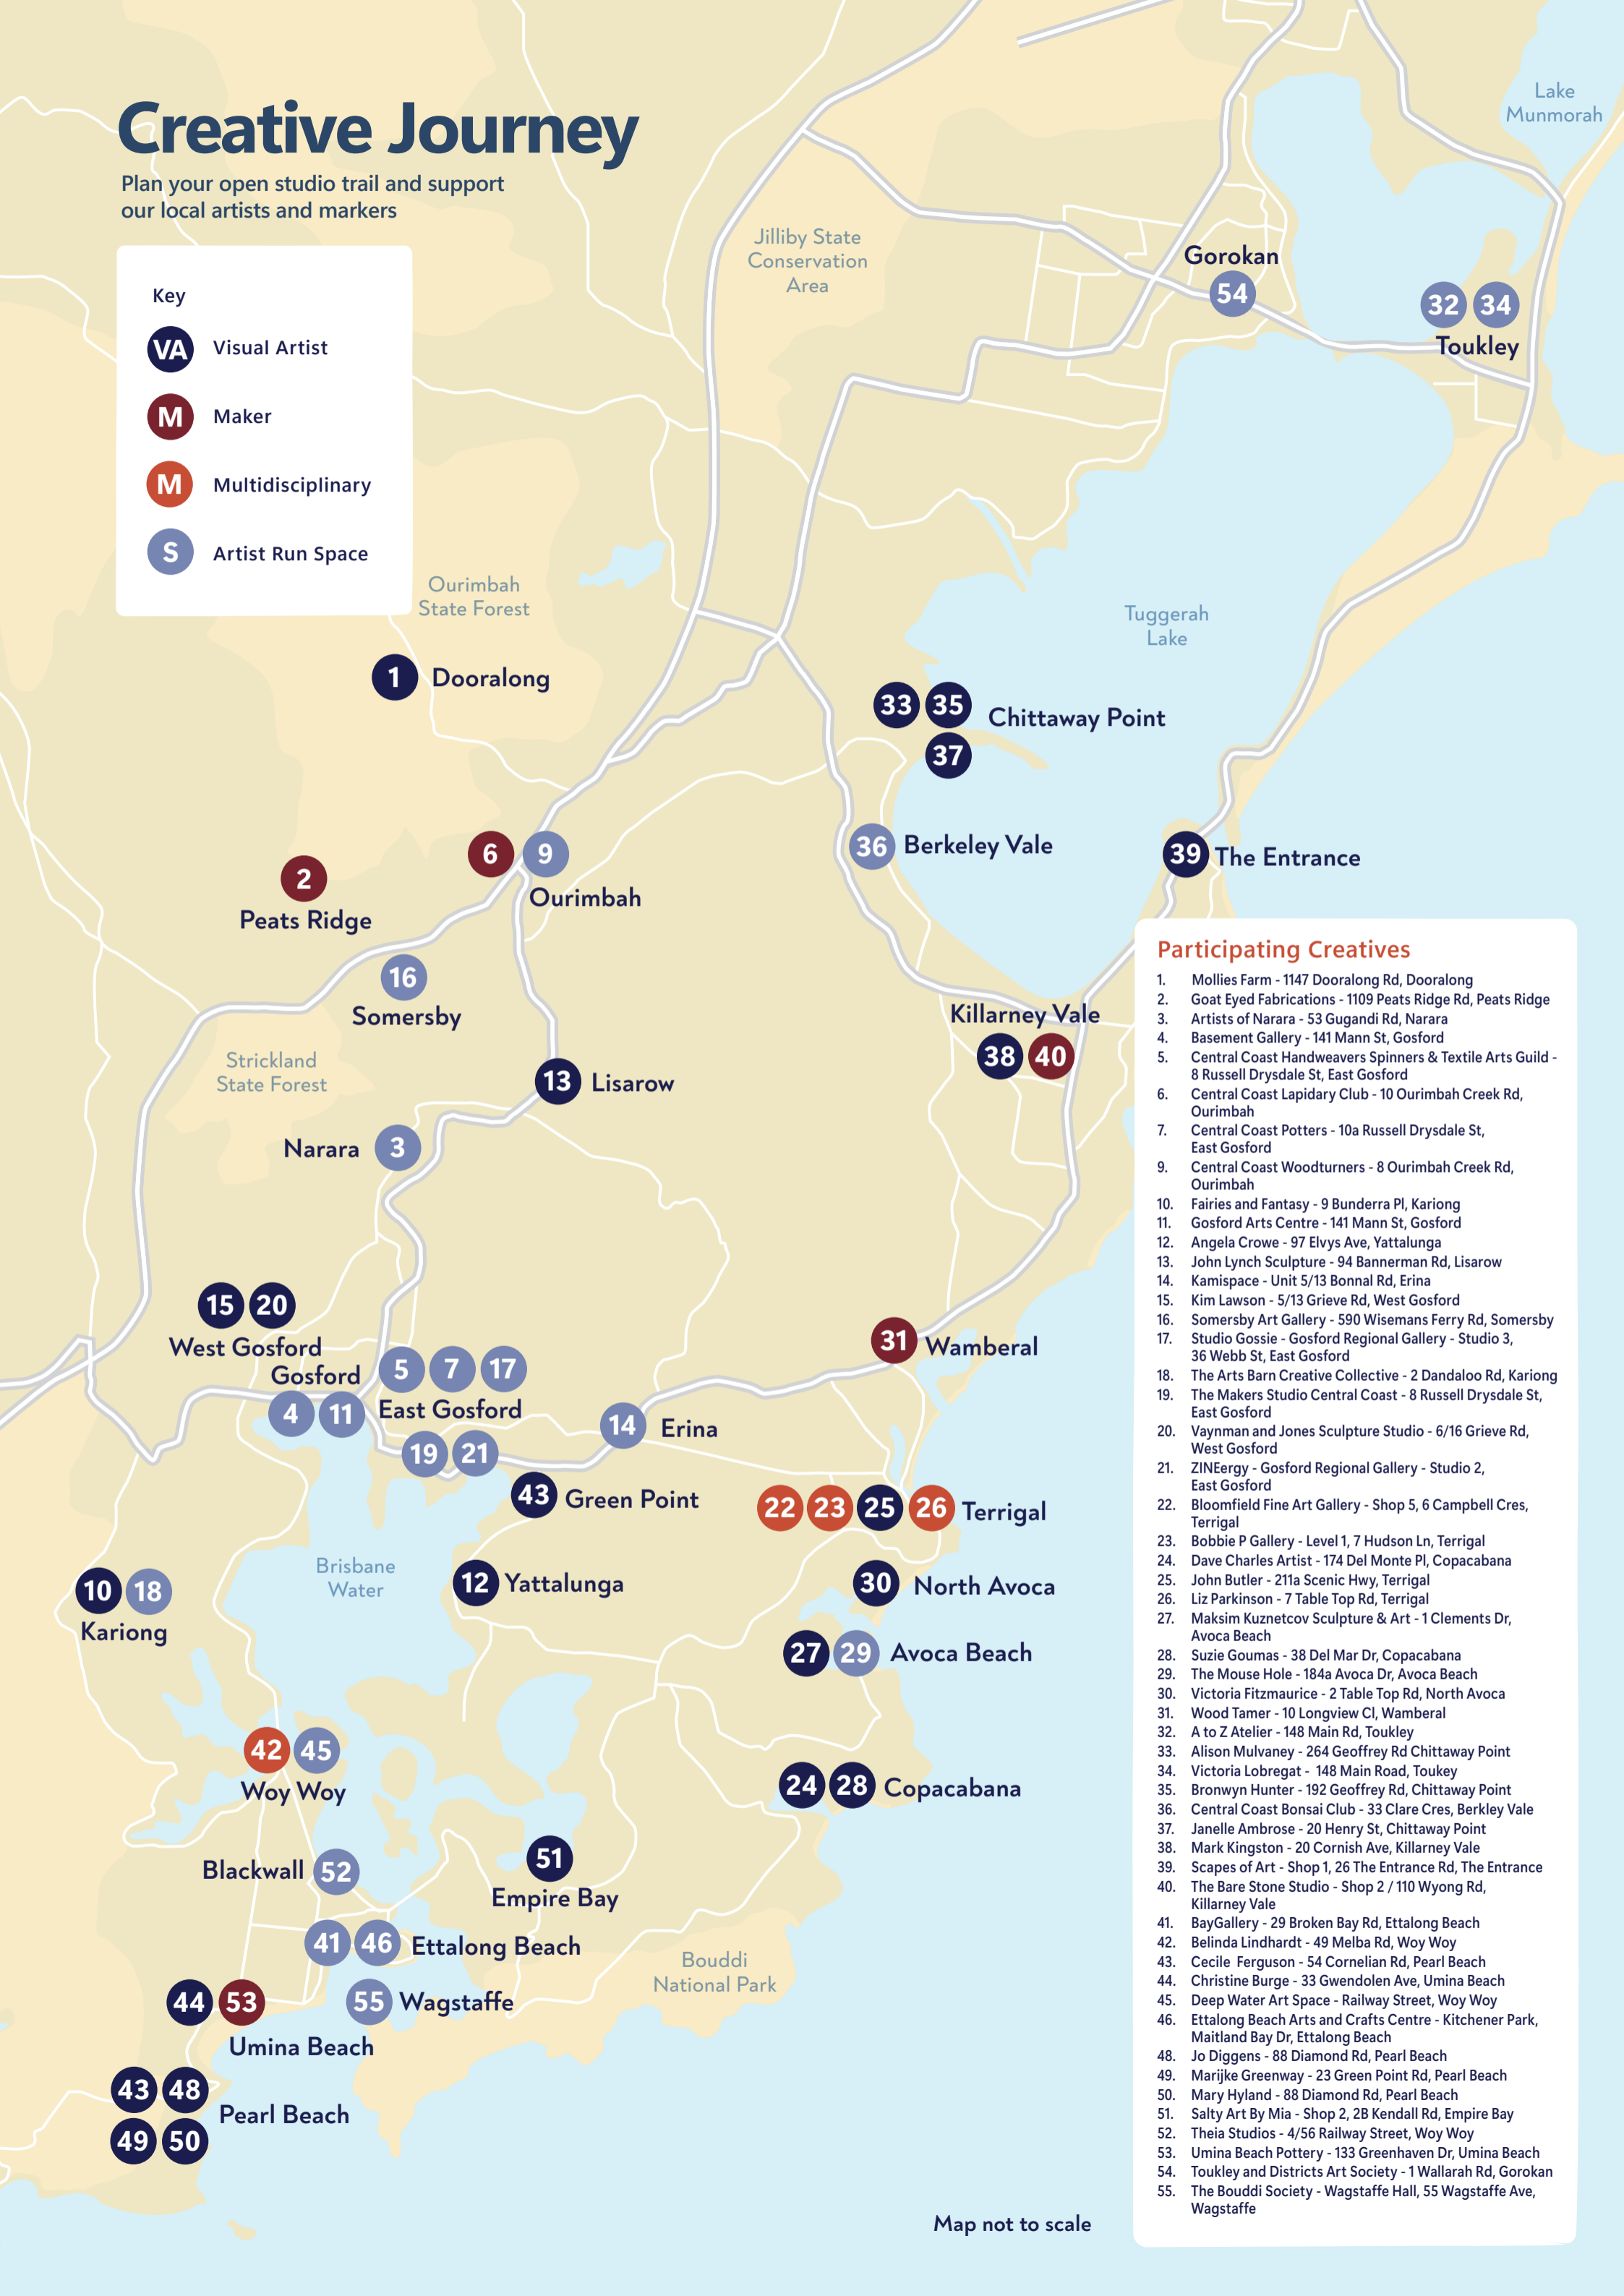 Creative Journey
Plan your open studio trail and support
our local artists and markers
Key
VA Visual Artist
M Maker
M Multidisciplinary
S Artist Run Space
Lake
Munmorah
Jilliby State
Conservation
Area
Gorokan
54
32 34
Toukley
Ourimbah
State Forest
Tuggerah
Lake
1 Dooralong
33 35
Chittaway Point
37
36 Berkeley Vale
39 The Entrance
6 9
Ourimbah
2
Peats Ridge
16
Somersby
Killarney Vale
38 40
Strickland
State Forest
13 Lisarow
Narara 3
15 20
West Gosford
Gosford
4 11
5 7 17
East Gosford
19 21
31 Wamberal
14 Erina
43 Green Point
22 23 25 26 Terrigal
Brisbane
Water
12 Yattalunga
30 North Avoca
10 18
Kariong
27 29 Avoca Beach
42 45
Woy Woy
24 28 Copacabana
Blackwall 52
51
Empire Bay
41 46 Ettalong Beach
Bouddi
National Park
44 53
Umina Beach
55 Wagstaffe
43 48
Pearl Beach
49 50
Map not to scale
Participating Creatives
1. Mollies Farm - 1147 Dooralong Rd, Dooralong
2. Goat Eyed Fabrications - 1109 Peats Ridge Rd, Peats Ridge
3. Artists of Narara - 53 Gugandi Rd, Narara
4. Basement Gallery - 141 Mann St, Gosford
5. Central Coast Handweavers Spinners & Textile Arts Guild -
8 Russell Drysdale St, East Gosford
6. Central Coast Lapidary Club - 10 Ourimbah Creek Rd,
Ourimbah
7. Central Coast Potters - 10a Russell Drysdale St,
East Gosford
9. Central Coast Woodturners - 8 Ourimbah Creek Rd,
Ourimbah
10. Fairies and Fantasy - 9 Bunderra Pl, Kariong
11. Gosford Arts Centre - 141 Mann St, Gosford
12. Angela Crowe - 97 Elvys Ave, Yattalunga
13. John Lynch Sculpture - 94 Bannerman Rd, Lisarow
14. Kamispace - Unit 5/13 Bonnal Rd, Erina
15. Kim Lawson - 5/13 Grieve Rd, West Gosford
16. Somersby Art Gallery - 590 Wisemans Ferry Rd, Somersby
17. Studio Gossie - Gosford Regional Gallery - Studio 3,
36 Webb St, East Gosford
18. The Arts Barn Creative Collective - 2 Dandaloo Rd, Kariong
19. The Makers Studio Central Coast - 8 Russell Drysdale St,
East Gosford
20. Vaynman and Jones Sculpture Studio - 6/16 Grieve Rd,
West Gosford
21. ZINEergy - Gosford Regional Gallery - Studio 2,
East Gosford
22. Bloomfield Fine Art Gallery - Shop 5, 6 Campbell Cres,
Terrigal
23. Bobbie P Gallery - Level 1, 7 Hudson Ln, Terrigal
24. Dave Charles Artist - 174 Del Monte Pl, Copacabana
25. John Butler - 211a Scenic Hwy, Terrigal
26. Liz Parkinson - 7 Table Top Rd, Terrigal
27. Maksim Kuznetcov Sculpture & Art - 1 Clements Dr,
Avoca Beach
28. Suzie Goumas - 38 Del Mar Dr, Copacabana
29. The Mouse Hole - 184a Avoca Dr, Avoca Beach
30. Victoria Fitzmaurice - 2 Table Top Rd, North Avoca
31. Wood Tamer - 10 Longview Cl, Wamberal
32. A to Z Atelier - 148 Main Rd, Toukley
33. Alison Mulvaney - 264 Geoffrey Rd Chittaway Point
34. Victoria Lobregat - 148 Main Road, Toukey
35. Bronwyn Hunter - 192 Geoffrey Rd, Chittaway Point
36. Central Coast Bonsai Club - 33 Clare Cres, Berkley Vale
37. Janelle Ambrose - 20 Henry St, Chittaway Point
38. Mark Kingston - 20 Cornish Ave, Killarney Vale
39. Scapes of Art - Shop 1, 26 The Entrance Rd, The Entrance
40. The Bare Stone Studio - Shop 2 / 110 Wyong Rd,
Killarney Vale
41. BayGallery - 29 Broken Bay Rd, Ettalong Beach
42. Belinda Lindhardt - 49 Melba Rd, Woy Woy
43. Cecile Ferguson - 54 Cornelian Rd, Pearl Beach
44. Christine Burge - 33 Gwendolen Ave, Umina Beach
45. Deep Water Art Space - Railway Street, Woy Woy
46. Ettalong Beach Arts and Crafts Centre - Kitchener Park,
Maitland Bay Dr, Ettalong Beach
48. Jo Diggens - 88 Diamond Rd, Pearl Beach
49. Marijke Greenway - 23 Green Point Rd, Pearl Beach
50. Mary Hyland - 88 Diamond Rd, Pearl Beach
51. Salty Art By Mia - Shop 2, 2B Kendall Rd, Empire Bay
52. Theia Studios - 4/56 Railway Street, Woy Woy
53. Umina Beach Pottery - 133 Greenhaven Dr, Umina Beach
54. Toukley and Districts Art Society - 1 Wallarah Rd, Gorokan
55. The Bouddi Society - Wagstaffe Hall, 55 Wagstaffe Ave,
Wagstaffe